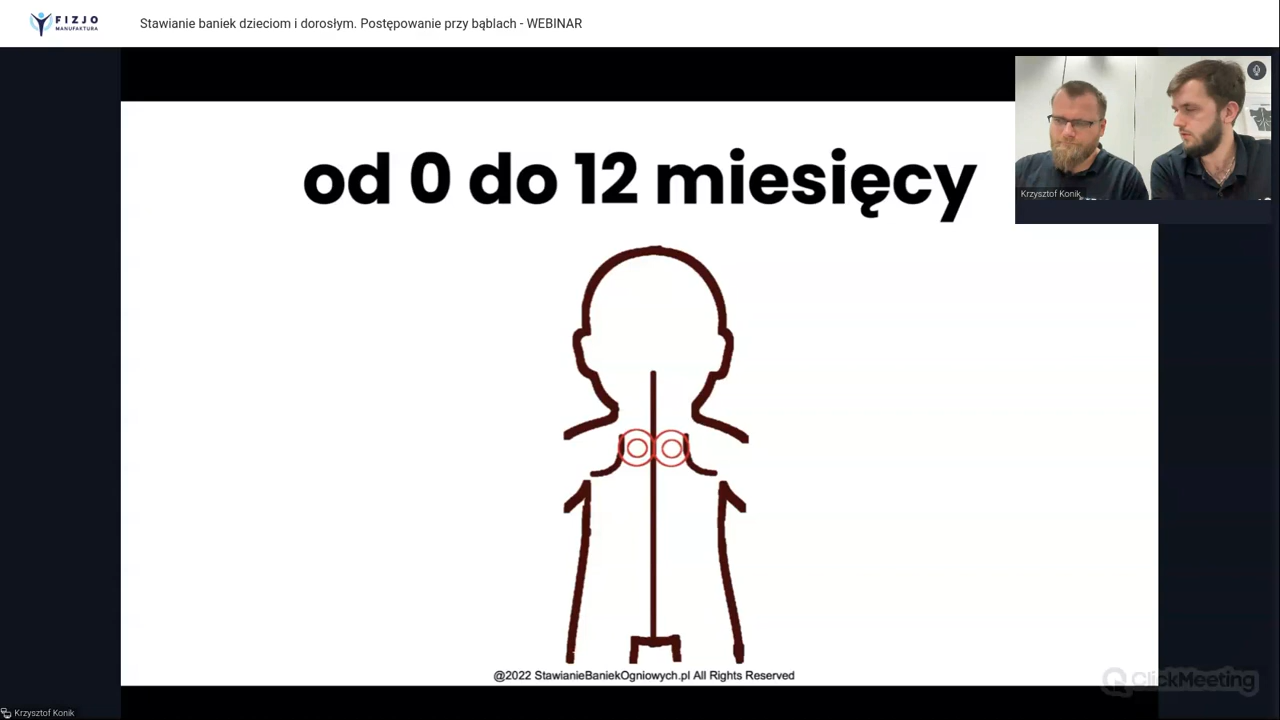 FIZJO
MANUFAKTURA
Stawianie baniek dzieciom i dorosłym. Postępowanie przy bąblach - WEBINAR
Krzysztof Konik
od 0 do 12 miesięcy
@2022 StawianieBaniekOgniowych.pl All Rights Reserved
ClickMeeting
Krzysztof Konik